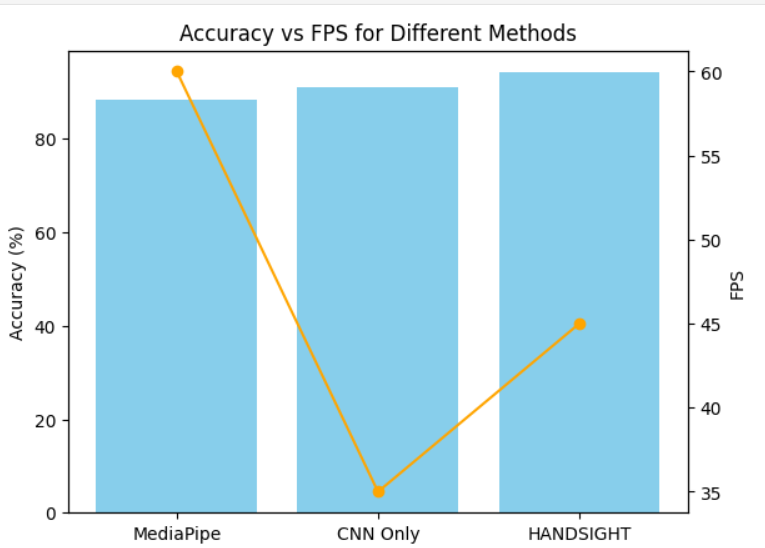 Accuracy vs FPS for Different Methods
Accuracy (%)
80
60
40
20
0
60
55
50
45
40
35
FPS
MediaPipe
CNN Only
HANDSIGHT